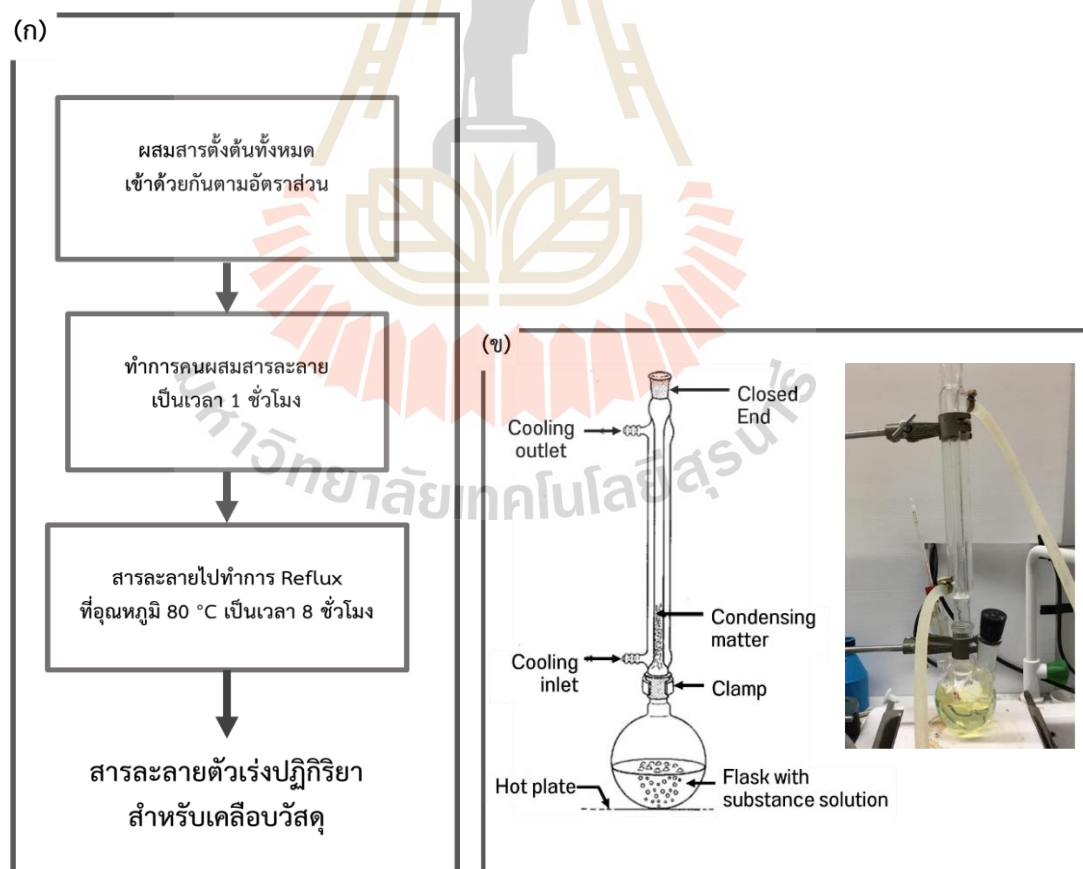 (ก)
ผสมสารตั้งต้นทั้งหมด
เข้าด้วยกันตามอัตราส่วน
ทำการคนผสมสารละลาย
เป็นเวลา 1 ชั่วโมง
สารละลายไปทำการ Reflux
ที่อุณหภูมิ 80 °C เป็นเวลา 8 ชั่วโมง
สารละลายตัวเร่งปฏิกิริยา
สำหรับเคลือบวัสดุ
มหาวิทยาลัยเทคโนโลยีสุรนารี
(ข)
Closed
End
Cooling
outlet
Condensing
matter
Cooling
inlet
Clamp
Hot plate
Flask with
substance solution